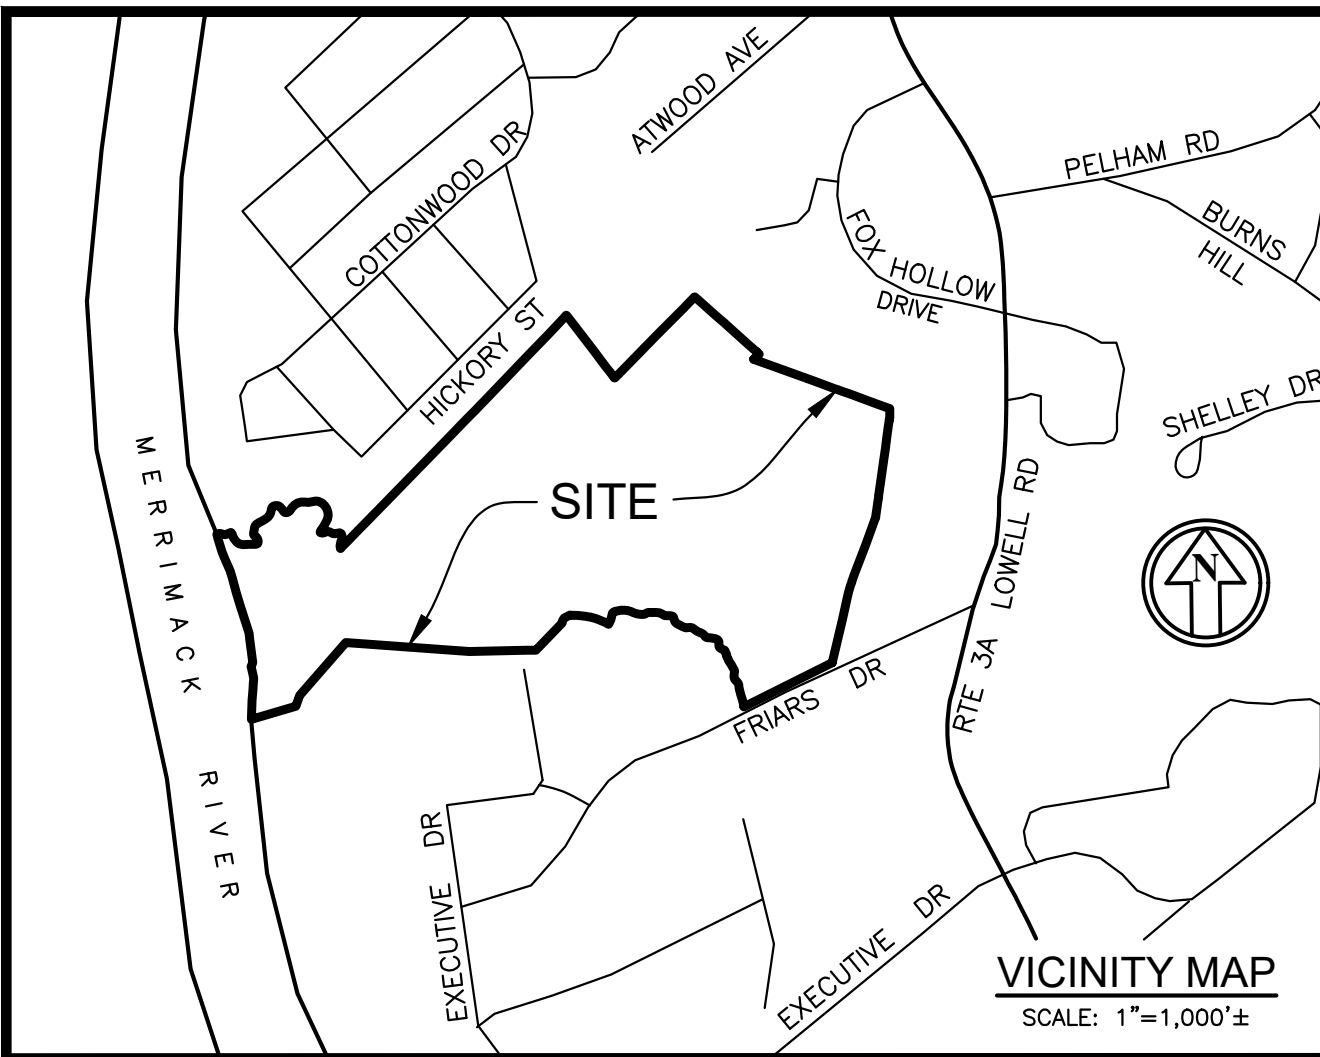 ATWOOD AVE
COTTONWOOD DR
PELHAM RD
BURNS
HILL
FOX HOLLOW
DRIVE
HICKORY ST
SHELLEY DR
MERRIMACK RIVER
SITE
RTE 3A LOWELL RD
N
FRIARS DR
EXECUTIVE DR
EXECUTIVE DR
VICINITY MAP
SCALE: 1"=1,000'±